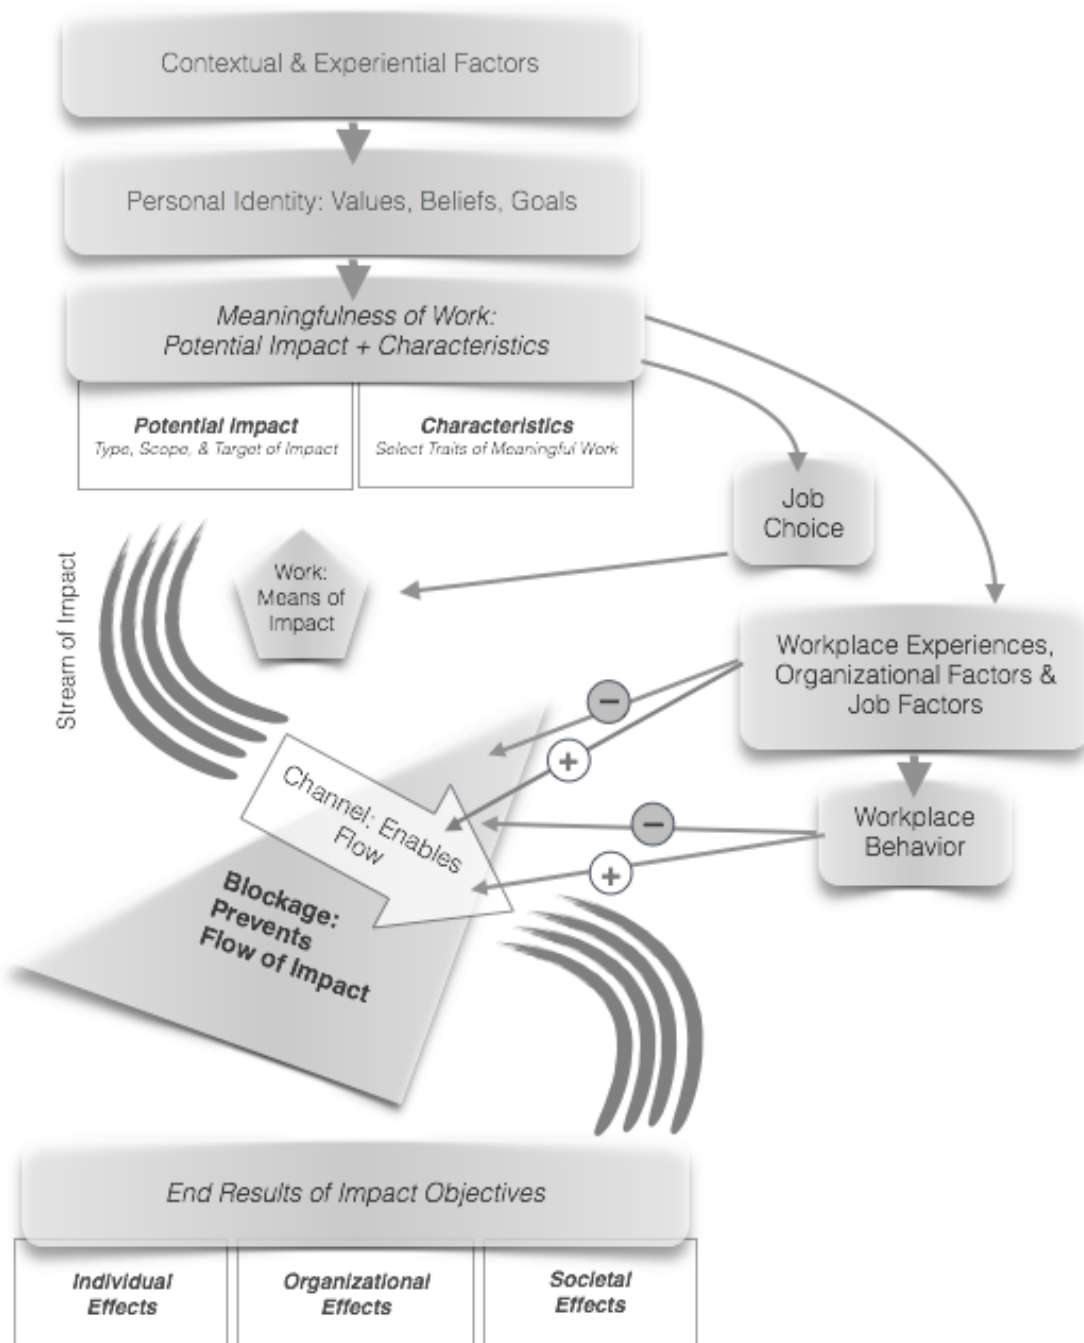 Contextual & Experiential Factors
Personal Identity: Values, Beliefs, Goals
Meaningfulness of Work:
Potential Impact + Characteristics
Potential Impact
Type, Scope, & Target of Impact
Characteristics
Select Traits of Meaningful Work
Job
Choice
Stream of Impact
Work:
Means of
Impact
Workplace Experiences,
Organizational Factors &
Job Factors
−
+
Channel: Enables
Flow
−
+
Workplace
Behavior
Blockage:
Prevents
Flow of Impact
End Results of Impact Objectives
Individual
Effects
Organizational
Effects
Societal
Effects